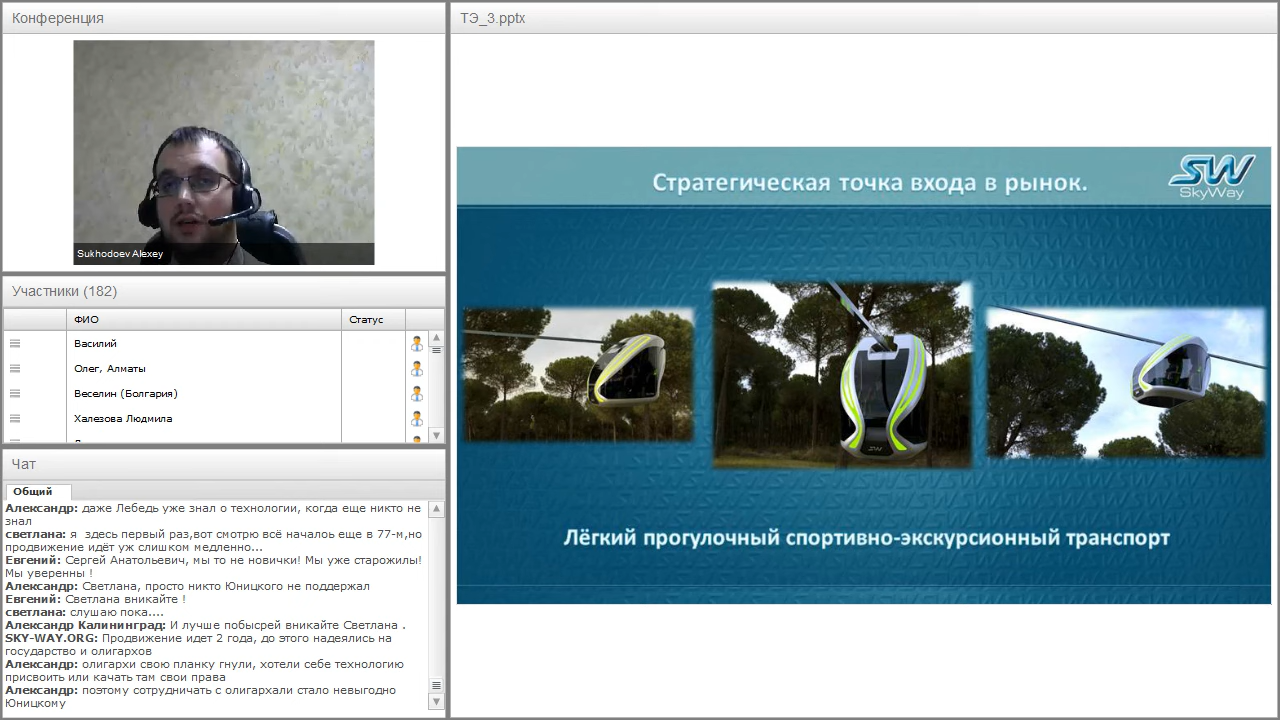 Конференция
Sukhodoev Alexey
Участники (182)
ФИО
Статус
Василий
Олег, Алматы
Веселин (Болгария)
Халезова Людмила
Чат
Общий
Александр: даже Лебедь уже знал о технологии, когда еще никто не
знал
светлана: я здесь первый раз,вот смотрю всё началоь еще в 77-м,но
продвижение идёт уж слишком медленно...
Евгений: Сергей Анатольевич, мы то не новички! Мы уже старожилы!
Мы уверенны !
Александр: Светлана, просто никто Юницкого не поддержал
Евгений: Светлана вникайте !
светлана: слушаю пока....
Александр Калининград: И лучше побысрей вникайте Светлана .
SKY-WAY.ORG: Продвижение идет 2 года, до этого надеялись на
государство и олигархов
Александр: олигархи свою планку гнули, хотели себе технологию
присвоить или качать там свои права
Александр: поэтому сотрудничать с олигархали стало невыгодно
Юницкому
ТЭ_3.pptx
Стратегическая точка входа в рынок.
SW
SkyWay
SW
Лёгкий прогулочный спортивно-экскурсионный транспорт